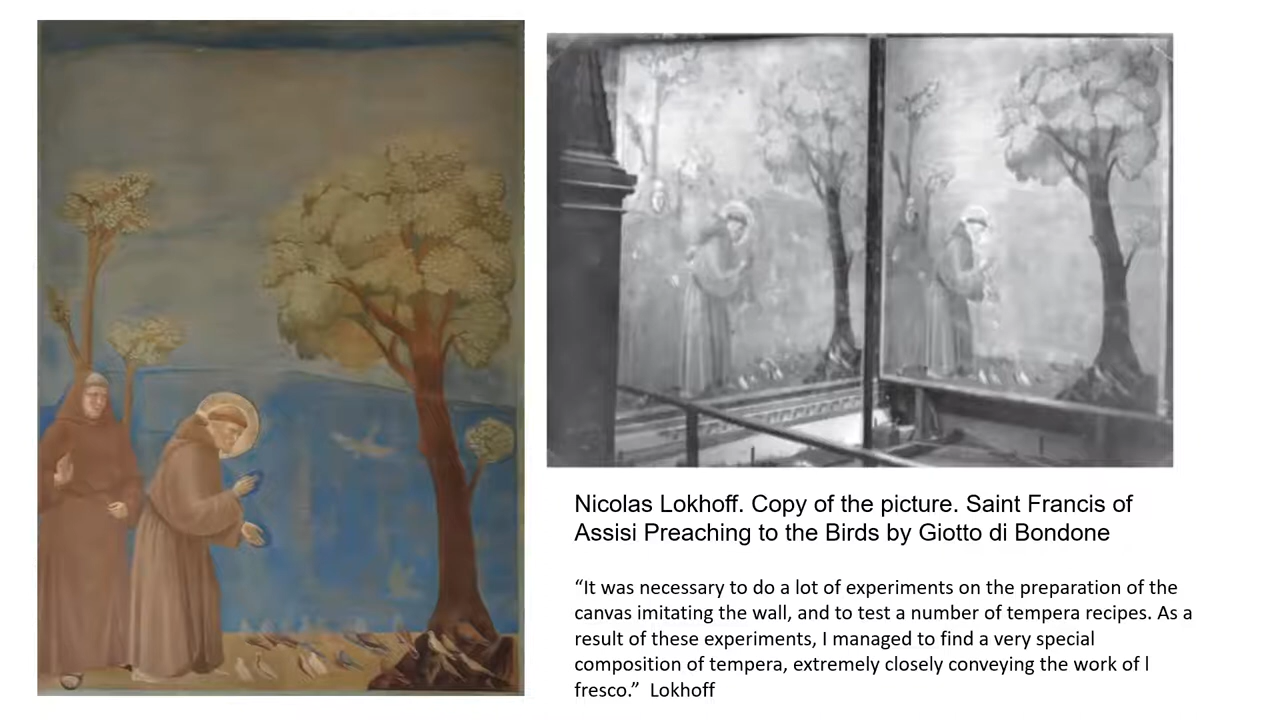 Nicolas Lokhoff. Copy of the picture. Saint Francis of
Assisi Preaching to the Birds by Giotto di Bondone
“It was necessary to do a lot of experiments on the preparation of the
canvas imitating the wall, and to test a number of tempera recipes. As a
result of these experiments, I managed to find a very special
composition of tempera, extremely closely conveying the work of l
fresco.”  Lokhoff